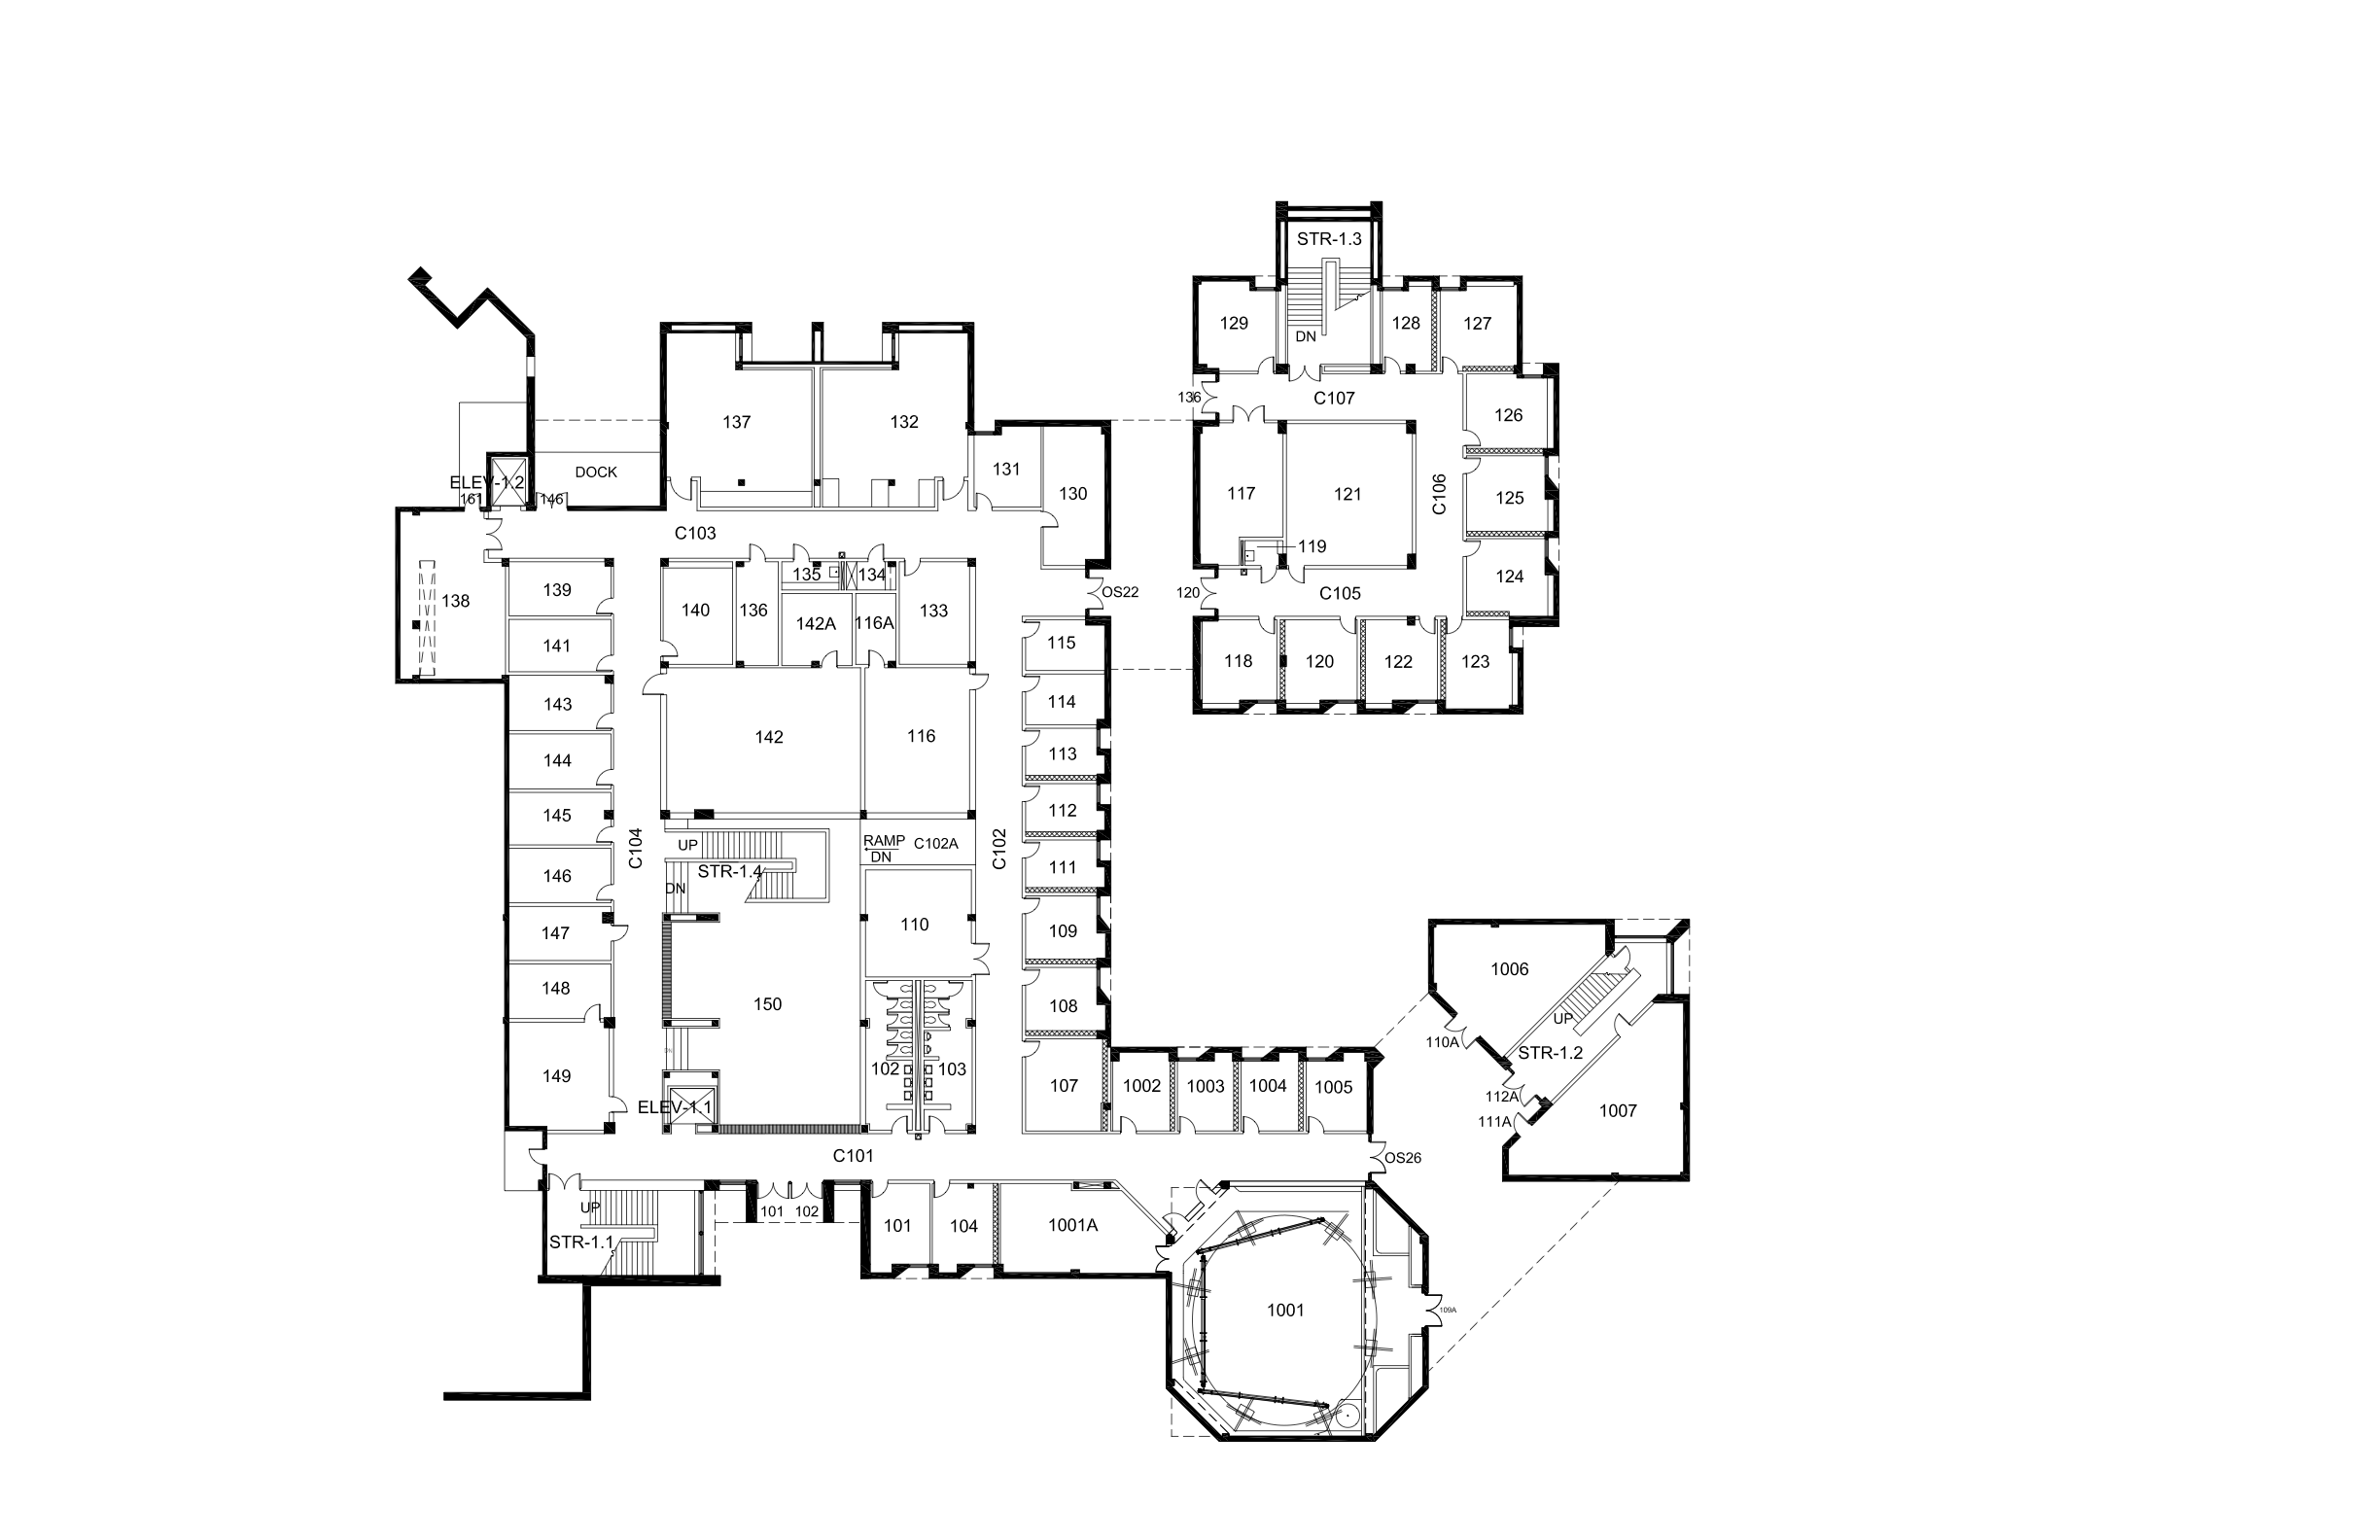 STR-1.3
129
DN
128
127
136
C107
126
137
132
131
130
DOCK
ELEV-1.2
161
146
117
121
C106
125
C103
119
124
138
139
140
136
135
134
142A
116A
133
OS22
120
C105
141
115
118
120
122
123
143
114
142
116
144
113
145
112
C104
UP
RAMP
DN
C102A
C102
STR-1.4
DN
111
146
147
110
109
148
150
108
1006
UP
110A
STR-1.2
DN
149
102
103
107
1002
1003
1004
1005
112A
111A
1007
ELEV-1.1
C101
OS26
UP
101
102
101
104
1001A
STR-1.1
1001
109A